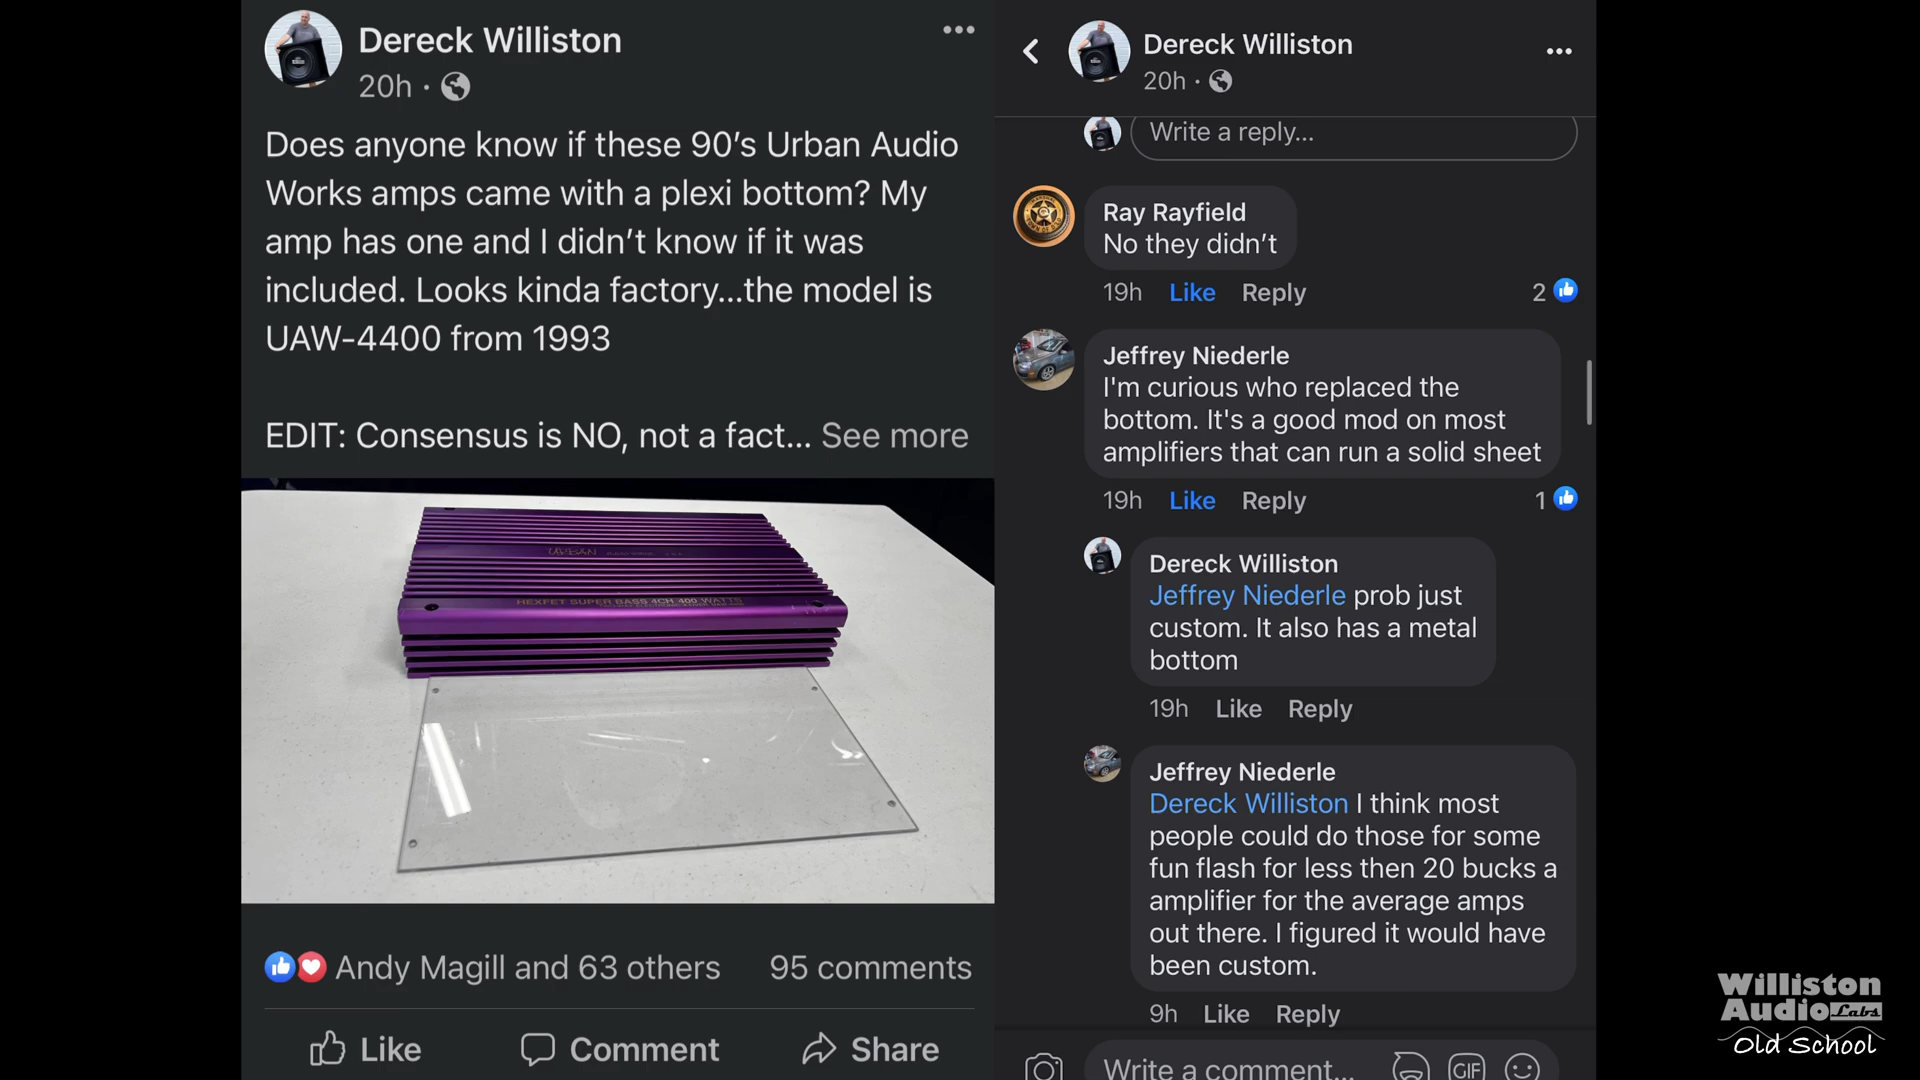 Dereck Williston
20h ·
Does anyone know if these 90's Urban Audio
Works amps came with a plexi bottom? My
amp has one and I didn't know if it was
included. Looks kinda factory...the model is
UAW-4400 from 1993
EDIT: Consensus is NO, not a fact... See more
URBAN
HEXFET SUPER BASS 4CH 400 WATTS
Andy Magill and 63 others 95 comments
Like Comment Share
Dereck Williston
20h ·
Write a reply...
Ray Rayfield
No they didn't
19h Like Reply 2
Jeffrey Niederle
I'm curious who replaced the
bottom. It's a good mod on most
amplifiers that can run a solid sheet
19h Like Reply 1
Dereck Williston
Jeffrey Niederle prob just
custom. It also has a metal
bottom
19h Like Reply
Jeffrey Niederle
Dereck Williston I think most
people could do those for some
fun flash for less then 20 bucks a
amplifier for the average amps
out there. I figured it would have
been custom.
9h Like Reply
Write a comment...
GIF
Williston
Audio Labs
Old School